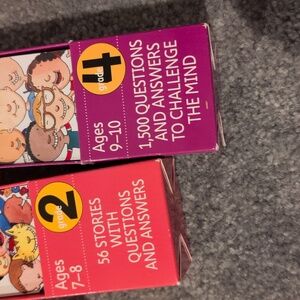 grade 4
Ages
9–10
1,500 QUESTIONS
AND ANSWERS
TO CHALLENGE
THE MIND
grade 2
Ages
7–8
56 STORIES
WITH
QUESTIONS
AND ANSWERS